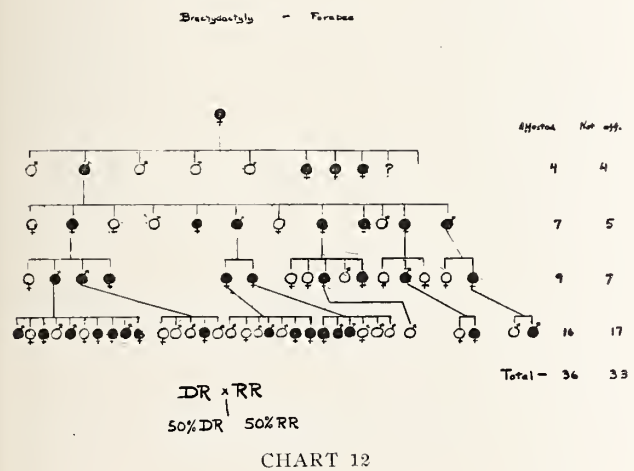 Brachydactyly - Farabee
Affected Not aff.
?
4 4
7 5
9 7
16 17
Total - 36 33
DR x RR
50% DR 50% RR
CHART 12